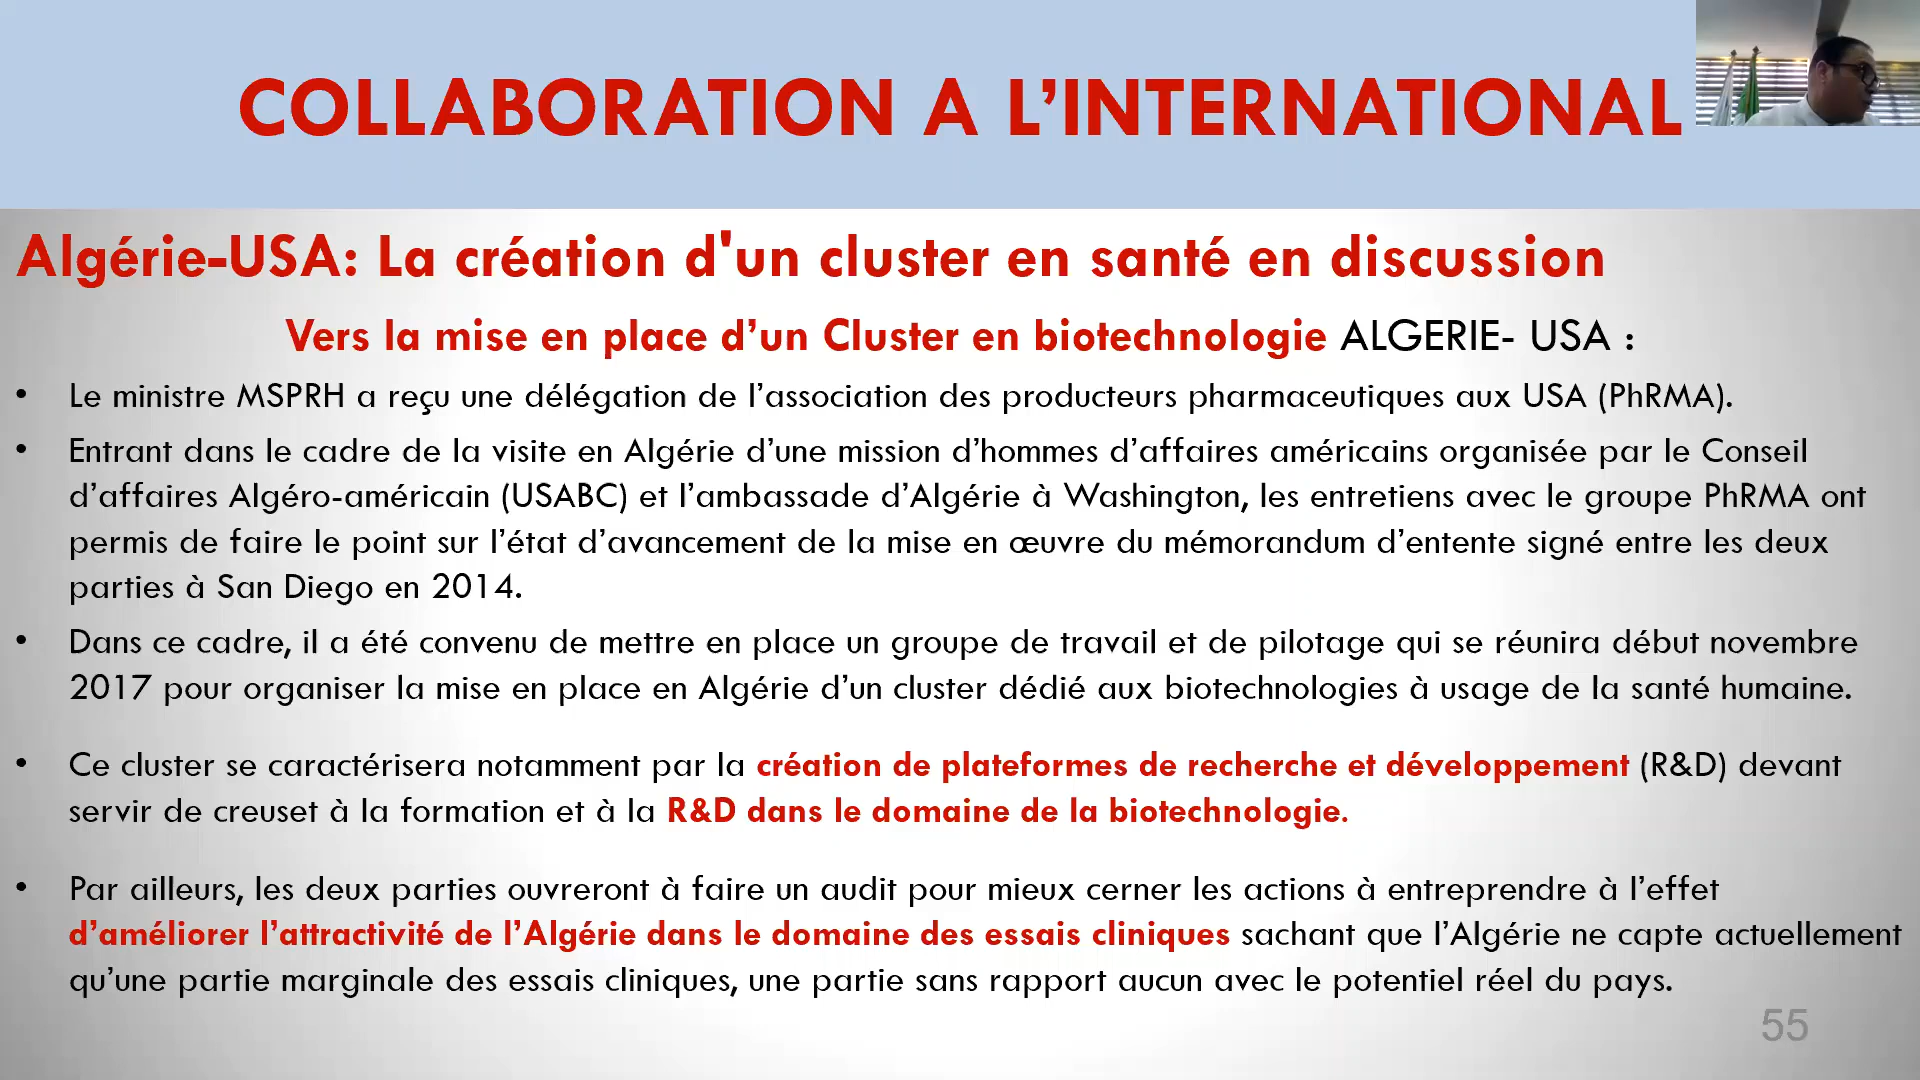 COLLABORATION A L’INTERNATIONAL
Algérie-USA: La création d'un cluster en santé en discussion
Vers la mise en place d’un Cluster en biotechnologie ALGERIE- USA :
• Le ministre MSPRH a reçu une délégation de l’association des producteurs pharmaceutiques aux USA (PhRMA).
• Entrant dans le cadre de la visite en Algérie d’une mission d’hommes d’affaires américains organisée par le Conseil
d’affaires Algéro-américain (USABC) et l’ambassade d’Algérie à Washington, les entretiens avec le groupe PhRMA ont
permis de faire le point sur l’état d’avancement de la mise en œuvre du mémorandum d’entente signé entre les deux
parties à San Diego en 2014.
• Dans ce cadre, il a été convenu de mettre en place un groupe de travail et de pilotage qui se réunira début novembre
2017 pour organiser la mise en place en Algérie d’un cluster dédié aux biotechnologies à usage de la santé humaine.
• Ce cluster se caractérisera notamment par la création de plateformes de recherche et développement (R&D) devant
servir de creuset à la formation et à la R&D dans le domaine de la biotechnologie.
• Par ailleurs, les deux parties ouvreront à faire un audit pour mieux cerner les actions à entreprendre à l’effet
d’améliorer l’attractivité de l’Algérie dans le domaine des essais cliniques sachant que l’Algérie ne capte actuellement
qu’une partie marginale des essais cliniques, une partie sans rapport aucun avec le potentiel réel du pays.
55